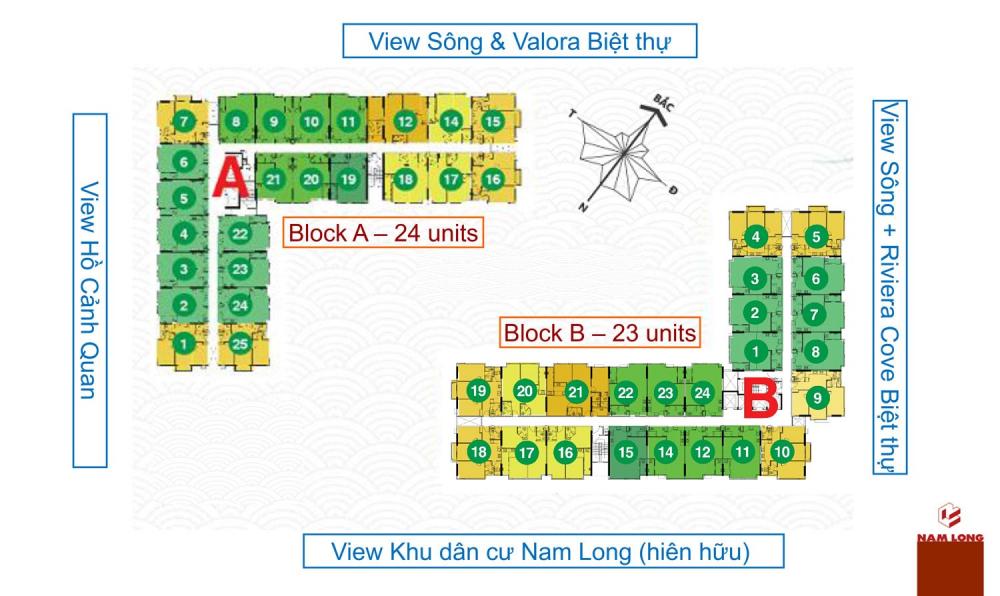 View Sông & Valora Biệt thự
View Hồ Cảnh Quan
View Sông + Riviera Cove Biệt thự
7 8 9 10 11 12 14 15
6
A 21 20 19 18 17 16
5
4 22
3 23
2 24
1 25
Block A – 24 units
BẮC
T
Đ
N
4 5
3 6
2 7
1 8
Block B – 23 units
19 20 21 22 23 24 B 9
18 17 16 15 14 12 11 10
View Khu dân cư Nam Long (hiên hữu)
NAM LONG